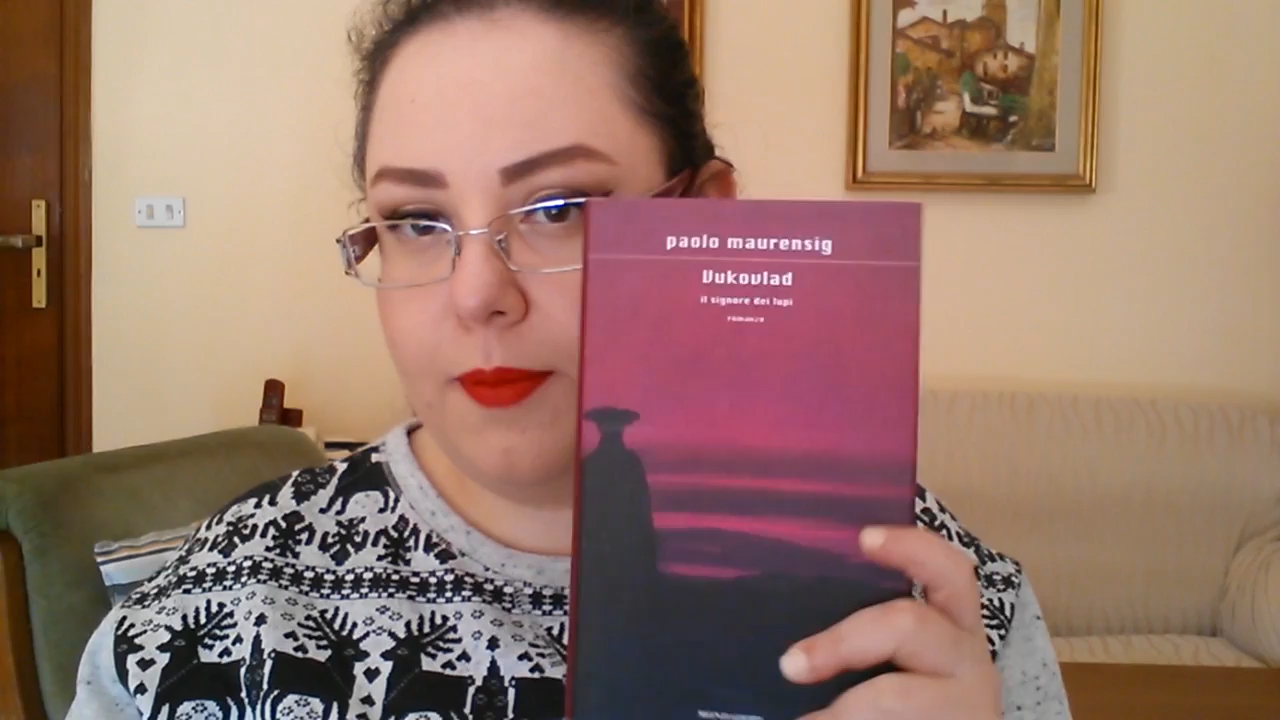 paolo maurensig
Vukovlad
il signore dei lupi
romanzo